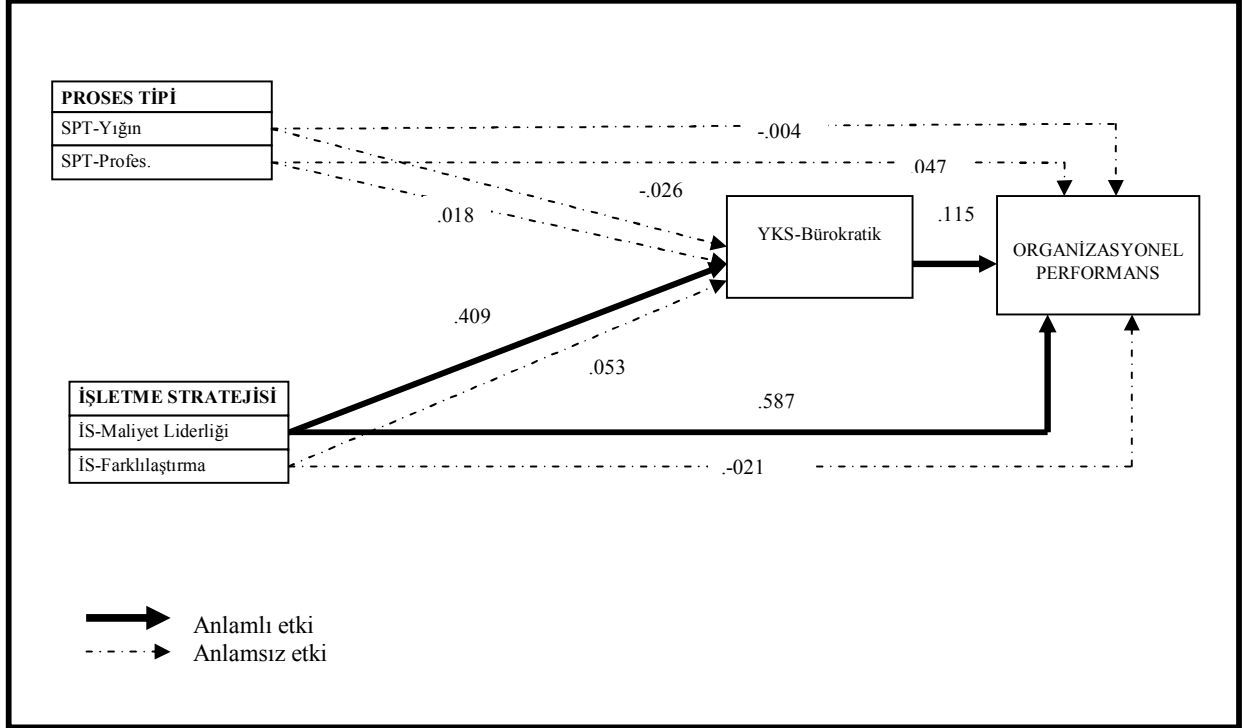 PROSES TİPİ
SPT-Yığın
SPT-Profes.
-.004
.047
-.026
.018
YKS-Bürokratik
.115
ORGANİZASYONEL
PERFORMANS
.409
.053
İŞLETME STRATEJİSİ
İS-Maliyet Liderliği
İS-Farklılaştırma
.587
.-021
Anlamlı etki
Anlamsız etki